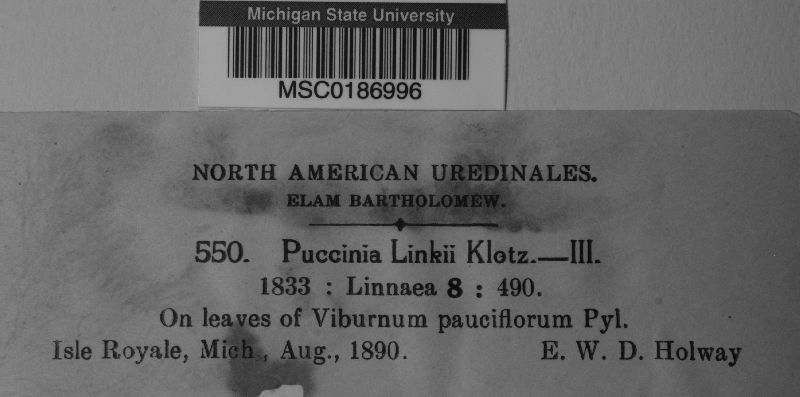 Michigan State University
MSC0186996
NORTH AMERICAN UREDINALES.
ELAM BARTHOLOMEW.
550. Puccinia Linkii Klotz.—III.
1833 : Linnaea 8 : 490.
On leaves of Viburnum pauciflorum Pyl.
Isle Royale, Mich., Aug., 1890. E. W. D. Holway